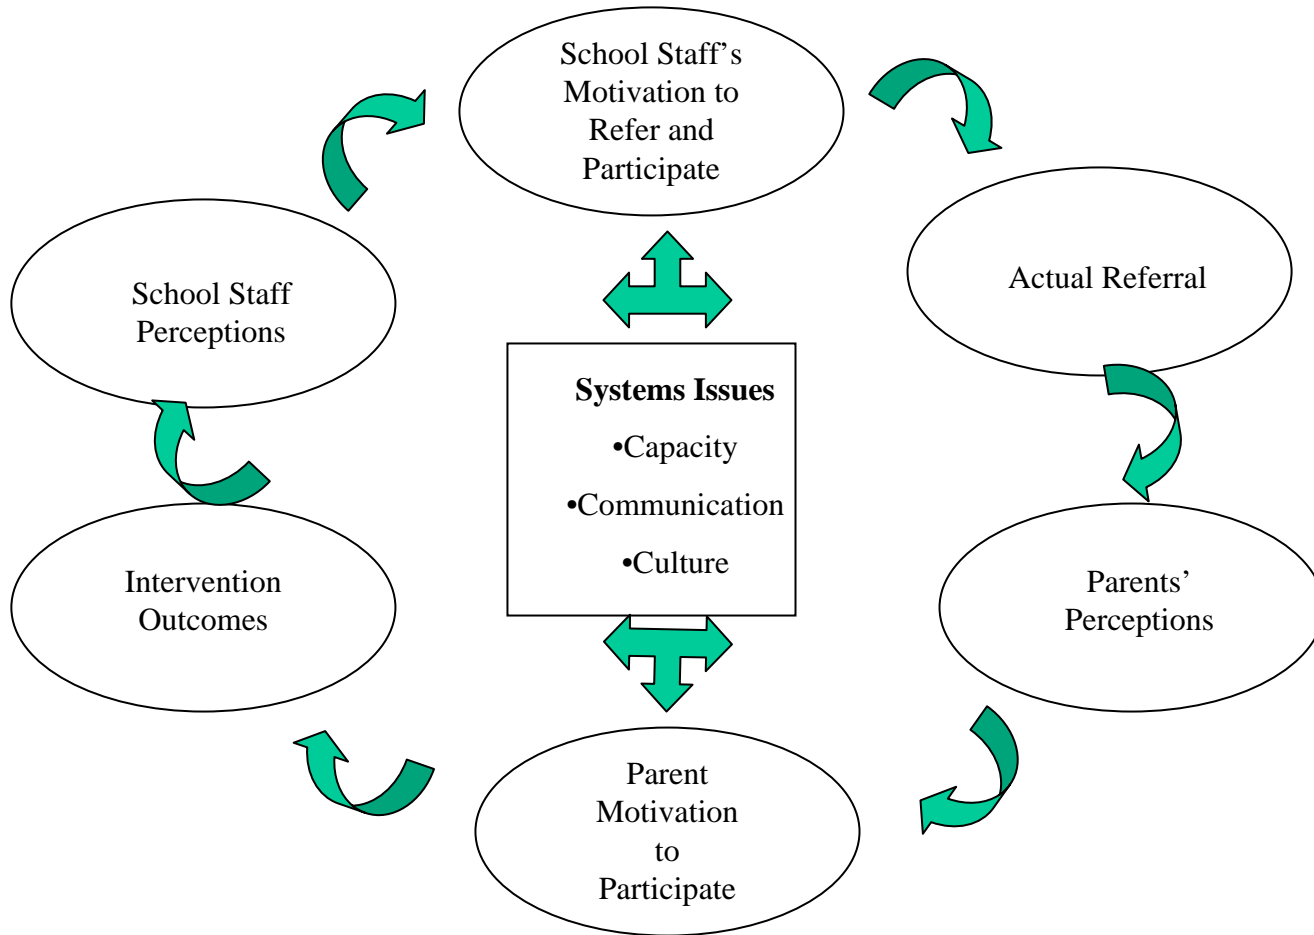 School Staff’s
Motivation to
Refer and
Participate
Actual Referral
School Staff
Perceptions
Systems Issues
•Capacity
•Communication
•Culture
Parents’
Perceptions
Intervention
Outcomes
Parent
Motivation
to
Participate